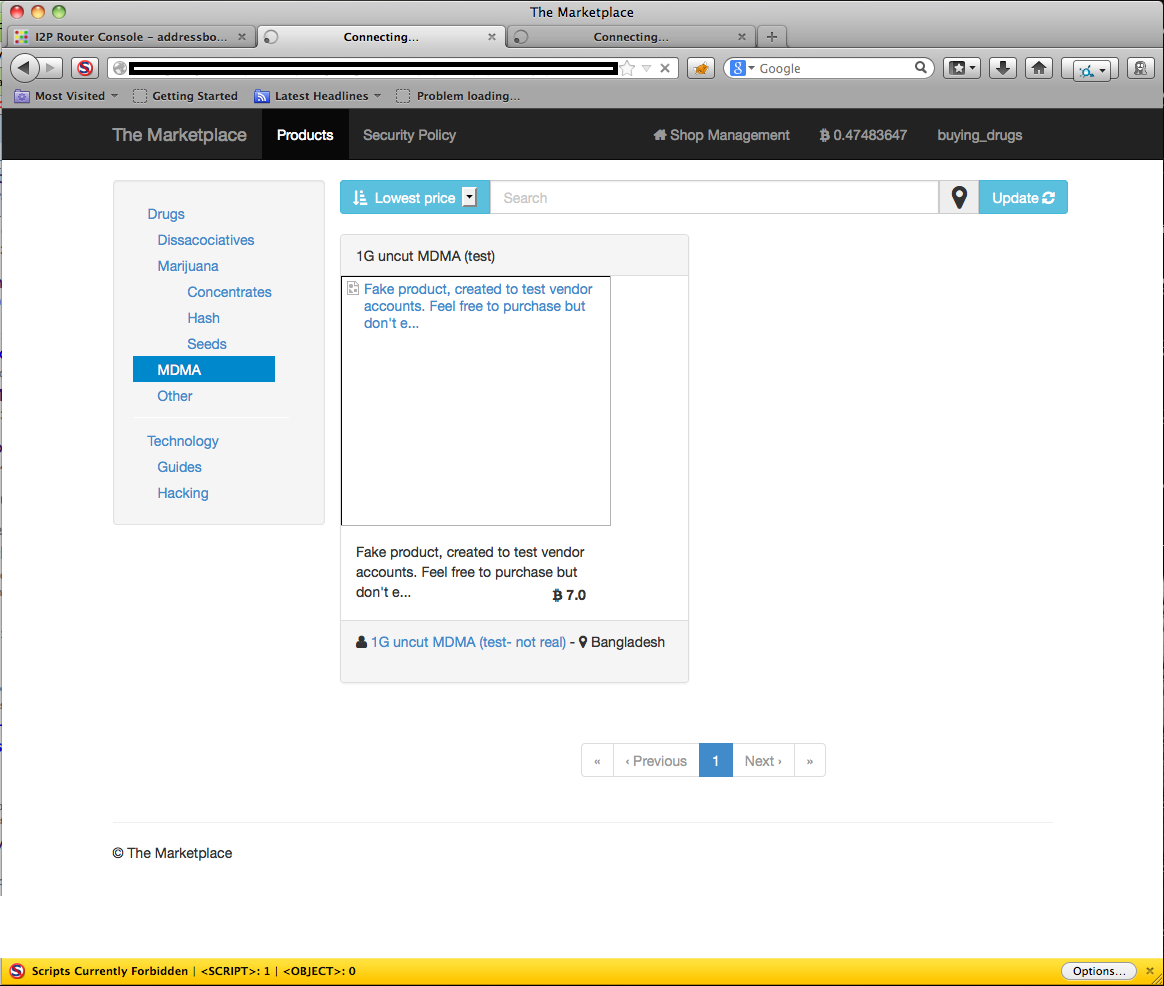 The Marketplace
I2P Router Console – addressbo...
Connecting...
Connecting...
Google
Most Visited
Getting Started
Latest Headlines
Problem loading...
The Marketplace
Products
Security Policy
Shop Management
0.47483647
buying_drugs
Drugs
Dissacociatives
Marijuana
Concentrates
Hash
Seeds
MDMA
Other
Technology
Guides
Hacking
Lowest price
Search
Update
1G uncut MDMA (test)
Fake product, created to test vendor
accounts. Feel free to purchase but
don't e...
Fake product, created to test vendor
accounts. Feel free to purchase but
don't e...
7.0
1G uncut MDMA (test- not real) - Bangladesh
«
‹ Previous
1
Next ›
»
© The Marketplace
Scripts Currently Forbidden | <SCRIPT>: 1 | <OBJECT>: 0
Options...